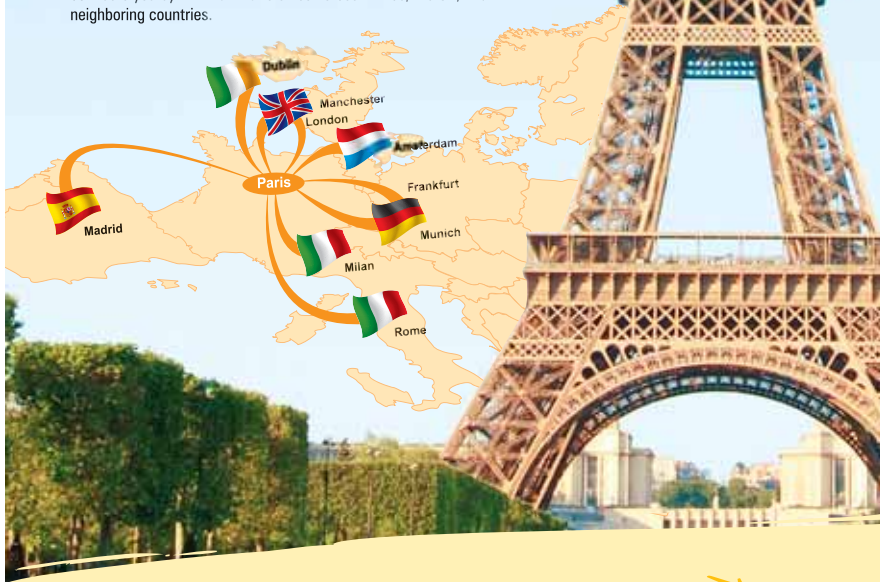 neighboring countries.
Dublin
Manchester
London
Amsterdam
Paris
Frankfurt
Madrid
Munich
Milan
Rome